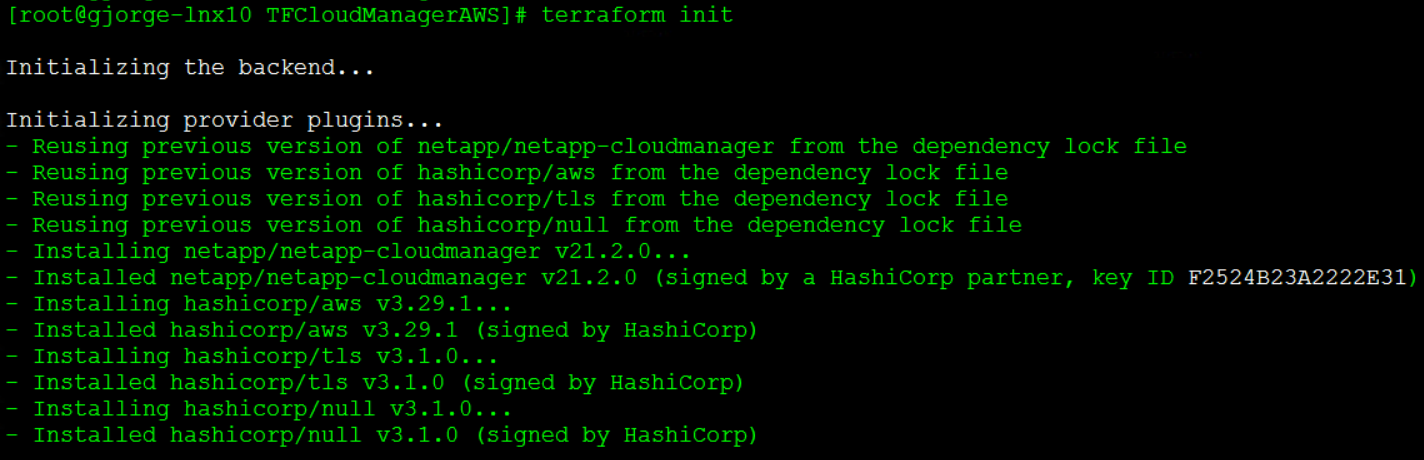 [root@gjorge-lnx10 TFCloudManagerAWS]# terraform init
Initializing the backend...
Initializing provider plugins...
- Reusing previous version of netapp/netapp-cloudmanager from the dependency lock file
- Reusing previous version of hashicorp/aws from the dependency lock file
- Reusing previous version of hashicorp/tls from the dependency lock file
- Reusing previous version of hashicorp/null from the dependency lock file
- Installing netapp/netapp-cloudmanager v21.2.0...
- Installed netapp/netapp-cloudmanager v21.2.0 (signed by a HashiCorp partner, key ID F2524B23A2222E31)
- Installing hashicorp/aws v3.29.1...
- Installed hashicorp/aws v3.29.1 (signed by HashiCorp)
- Installing hashicorp/tls v3.1.0...
- Installed hashicorp/tls v3.1.0 (signed by HashiCorp)
- Installing hashicorp/null v3.1.0...
- Installed hashicorp/null v3.1.0 (signed by HashiCorp)